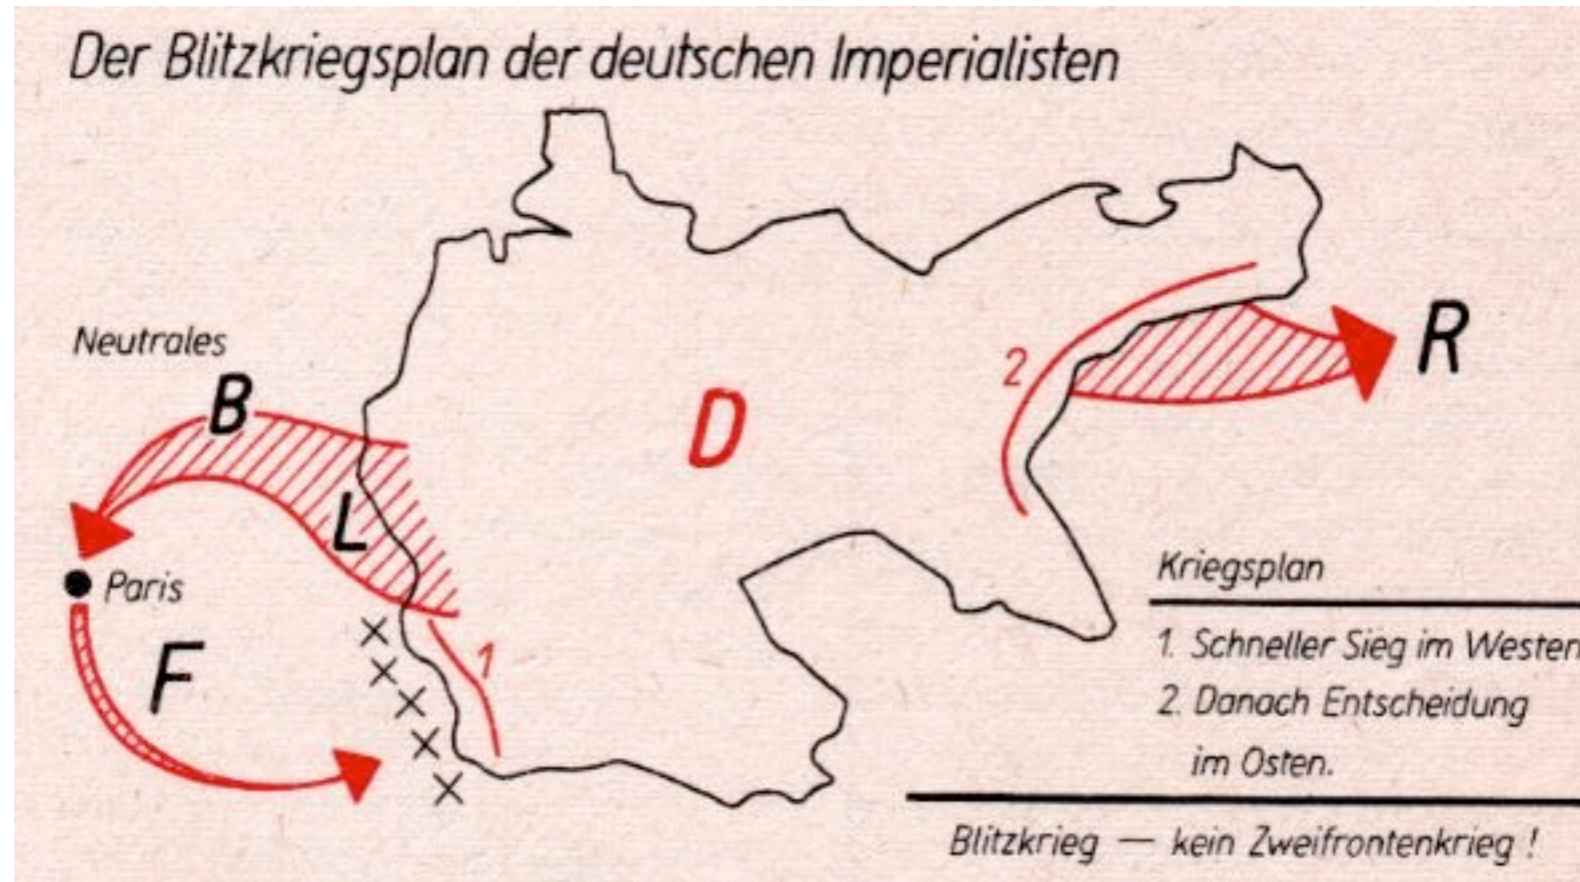 Der Blitzkriegsplan der deutschen Imperialisten
Neutrales
B
L
Paris
F
1
D
2
R
Kriegsplan
1. Schneller Sieg im Westen
2. Danach Entscheidung
im Osten.
Blitzkrieg — kein Zweifrontenkrieg!